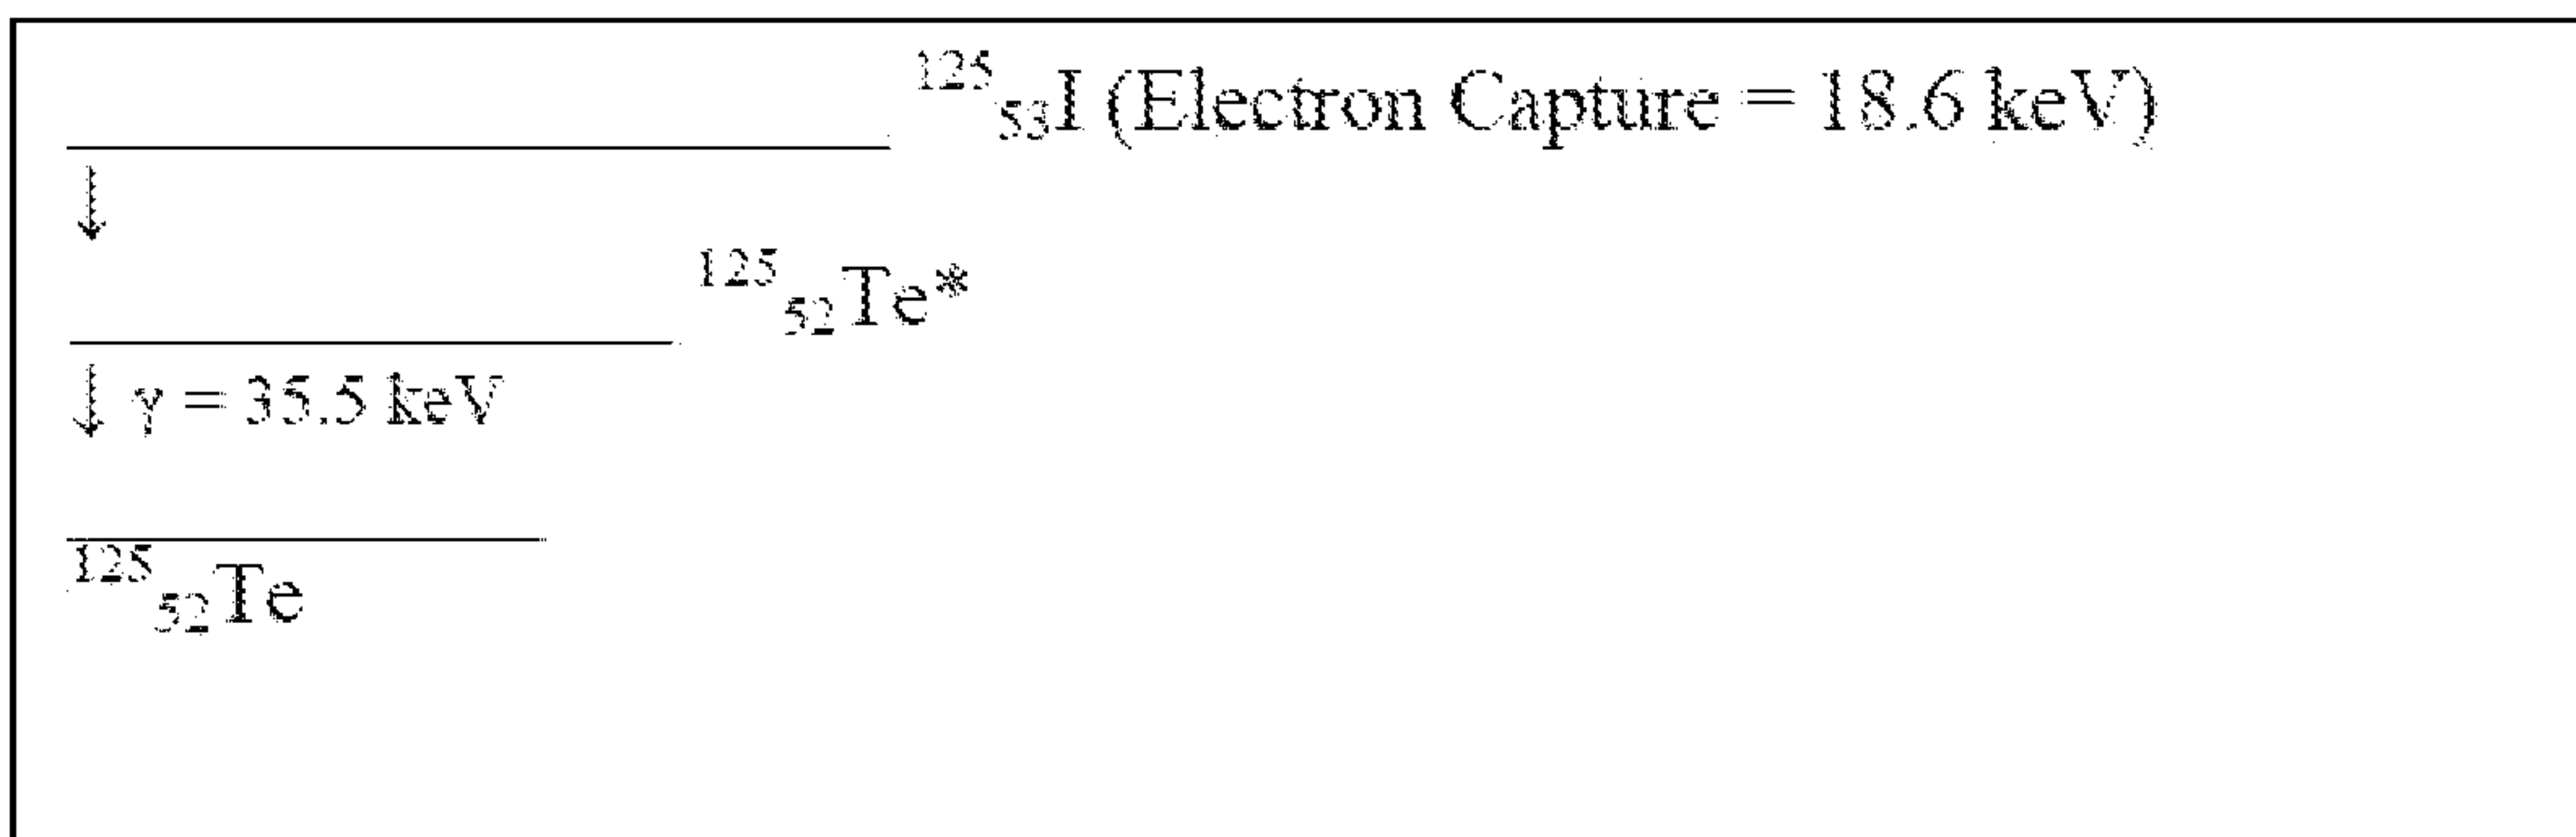 ¹²⁵₅₃I (Electron Capture = 18.6 keV)
↓
¹²⁵₅₂Te*
↓ γ = 35.5 keV
¹²⁵₅₂Te